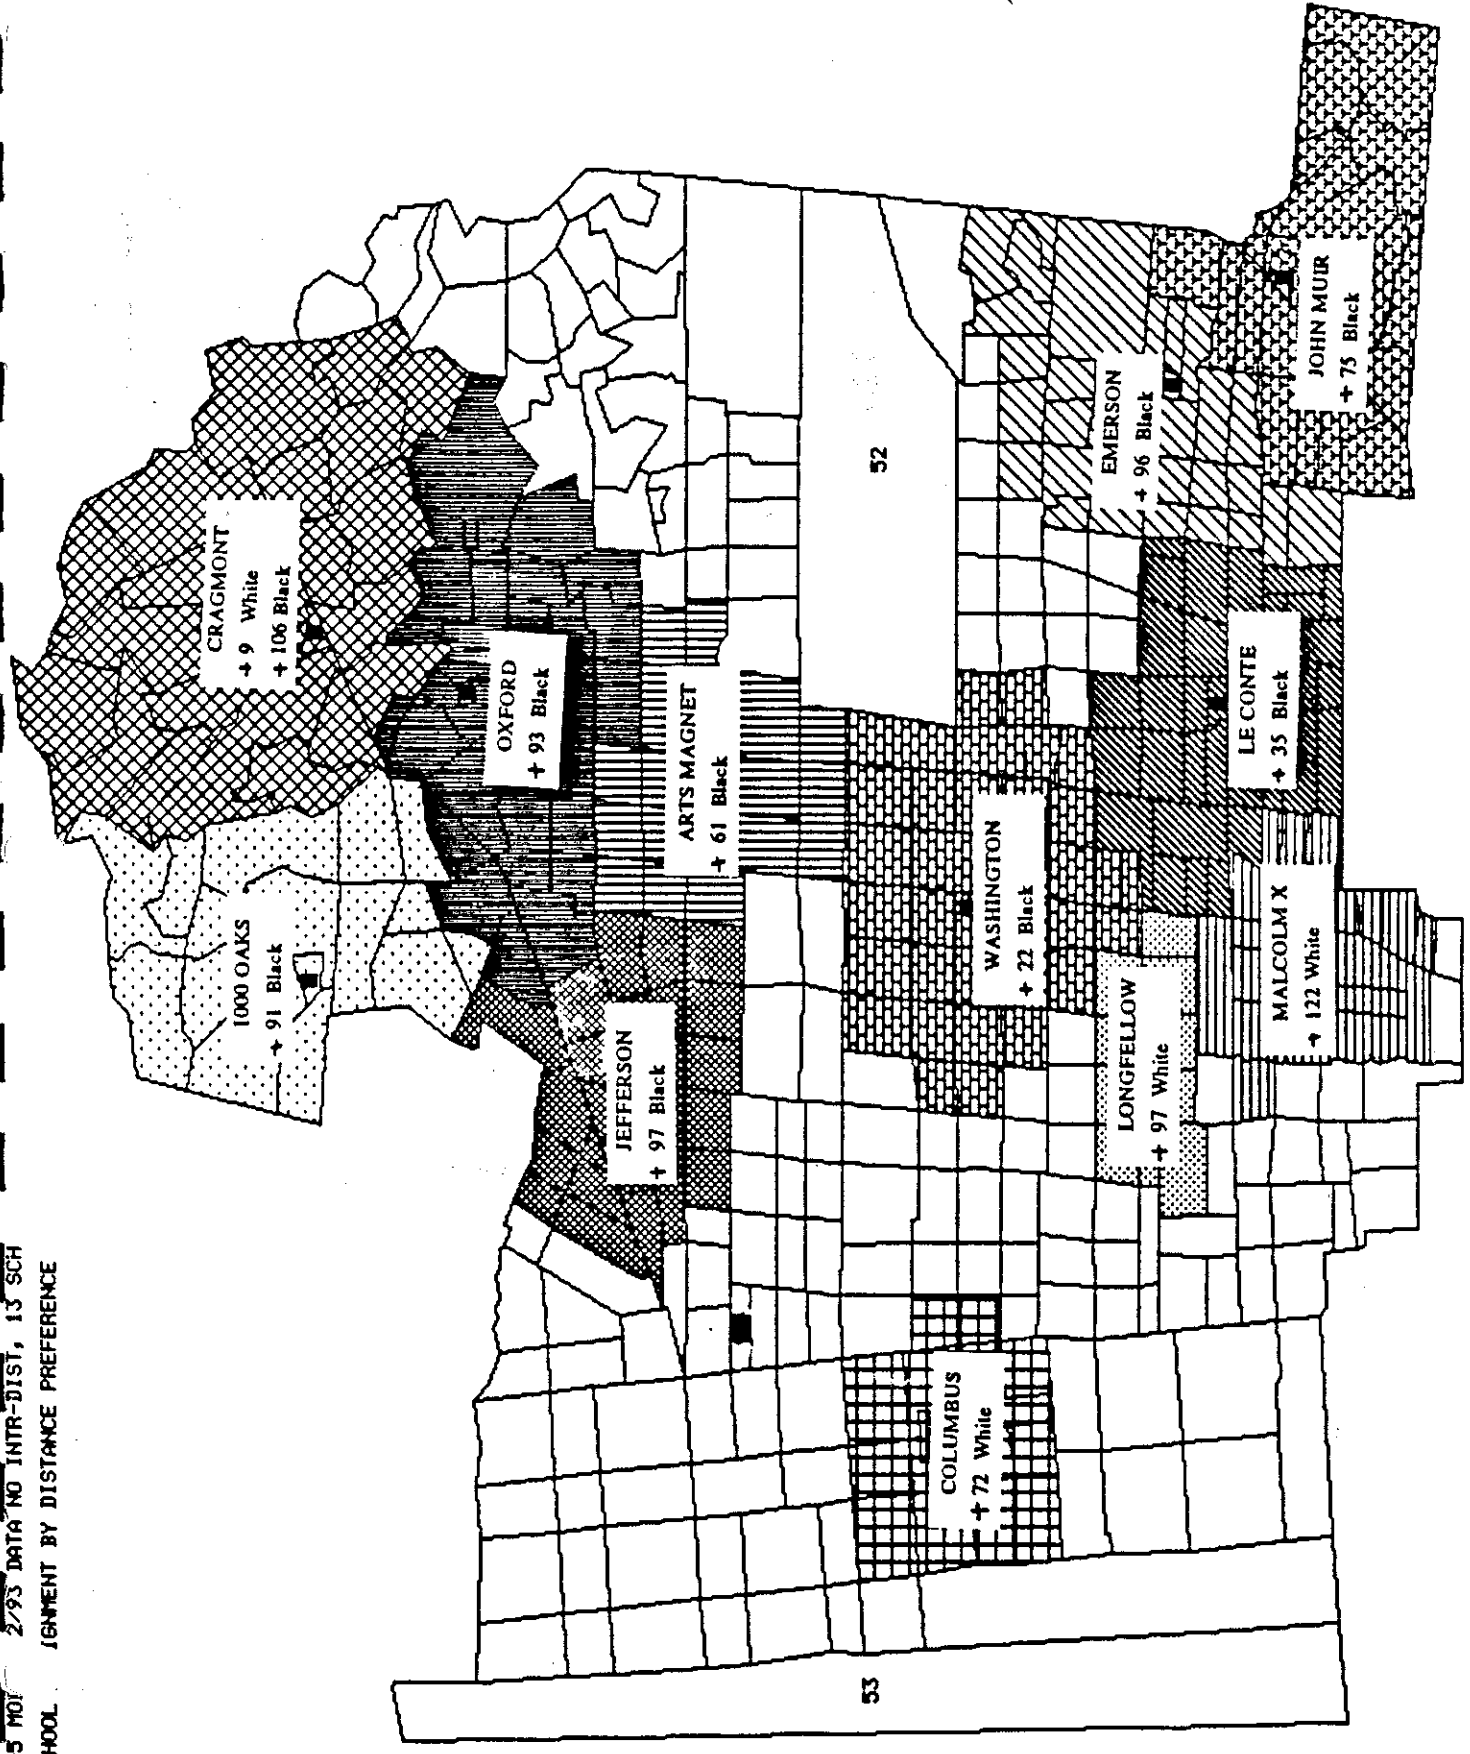 2/93 DATA NO INTR-DIST, 13 SCH
IGNMENT BY DISTANCE PREFERENCE
CRAGMONT
+ 9 White
+ 106 Black
1000 OAKS
+ 91 Black
OXFORD
+ 93 Black
ARTS MAGNET
+ 61 Black
JEFFERSON
+ 97 Black
52
EMERSON
+ 96 Black
JOHN MUIR
+ 75 Black
WASHINGTON
+ 22 Black
LE CONTE
+ 35 Black
LONGFELLOW
+ 97 White
MALCOLM X
+ 122 White
COLUMBUS
+ 72 White
53